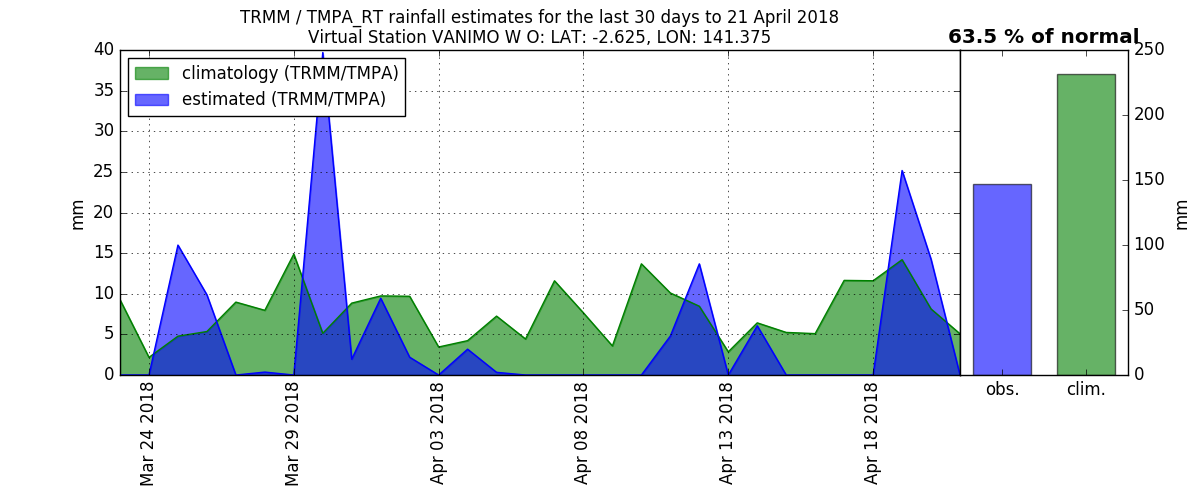 TRMM / TMPA_RT rainfall estimates for the last 30 days to 21 April 2018
Virtual Station VANIMO W O: LAT: -2.625, LON: 141.375
63.5 % of normal
climatology (TRMM/TMPA)
estimated (TRMM/TMPA)
40
35
30
25
20
15
10
5
0
mm
Mar 24 2018
Mar 29 2018
Apr 03 2018
Apr 08 2018
Apr 13 2018
Apr 18 2018
250
200
150
100
50
0
mm
obs.
clim.